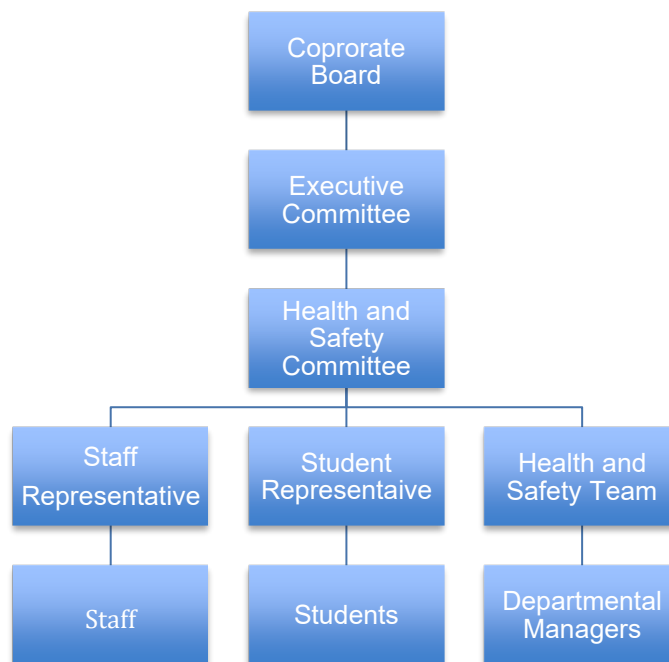 Coprorate
Board
Executive
Committee
Health and
Safety
Committee
Staff
Representative
Student
Representaive
Health and
Safety Team
Staff
Students
Departmental
Managers